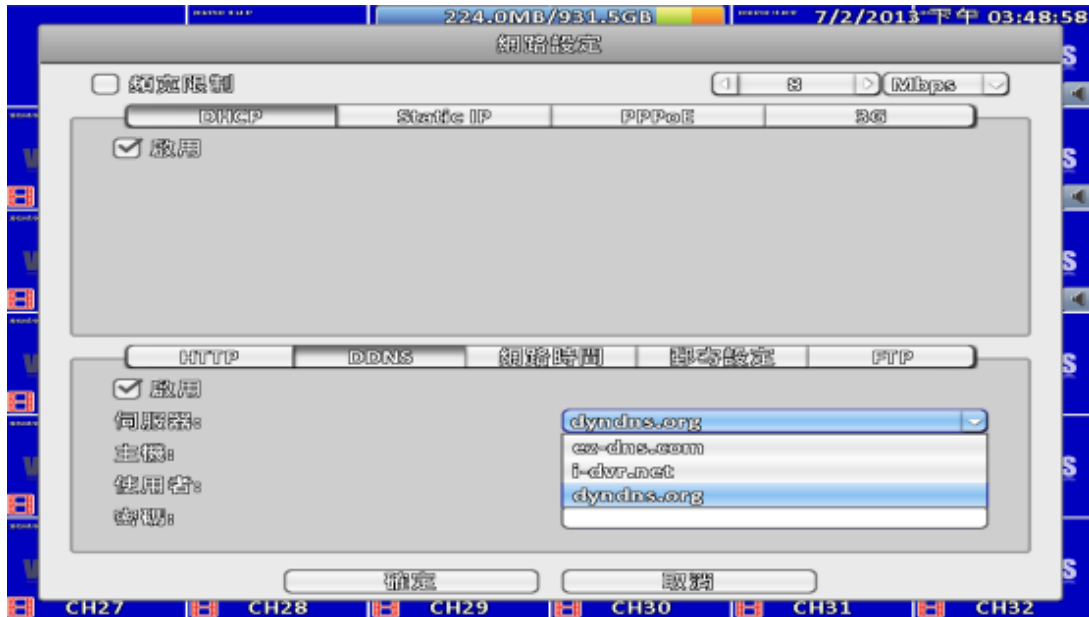 224.0MB/931.5GB 7/2/2013 下午 03:48:58
網路設定
頻寬限制 8 Mbps
DHCP Static IP PPPoE 3G
啟用
HTTP DDNS 網路時間 郵寄設定 FTP
啟用
伺服器: dyndns.org
主機: ez-dns.com
i-dvr.net
使用者: dyndns.org
密碼:
確定 取消
CH27 CH28 CH29 CH30 CH31 CH32